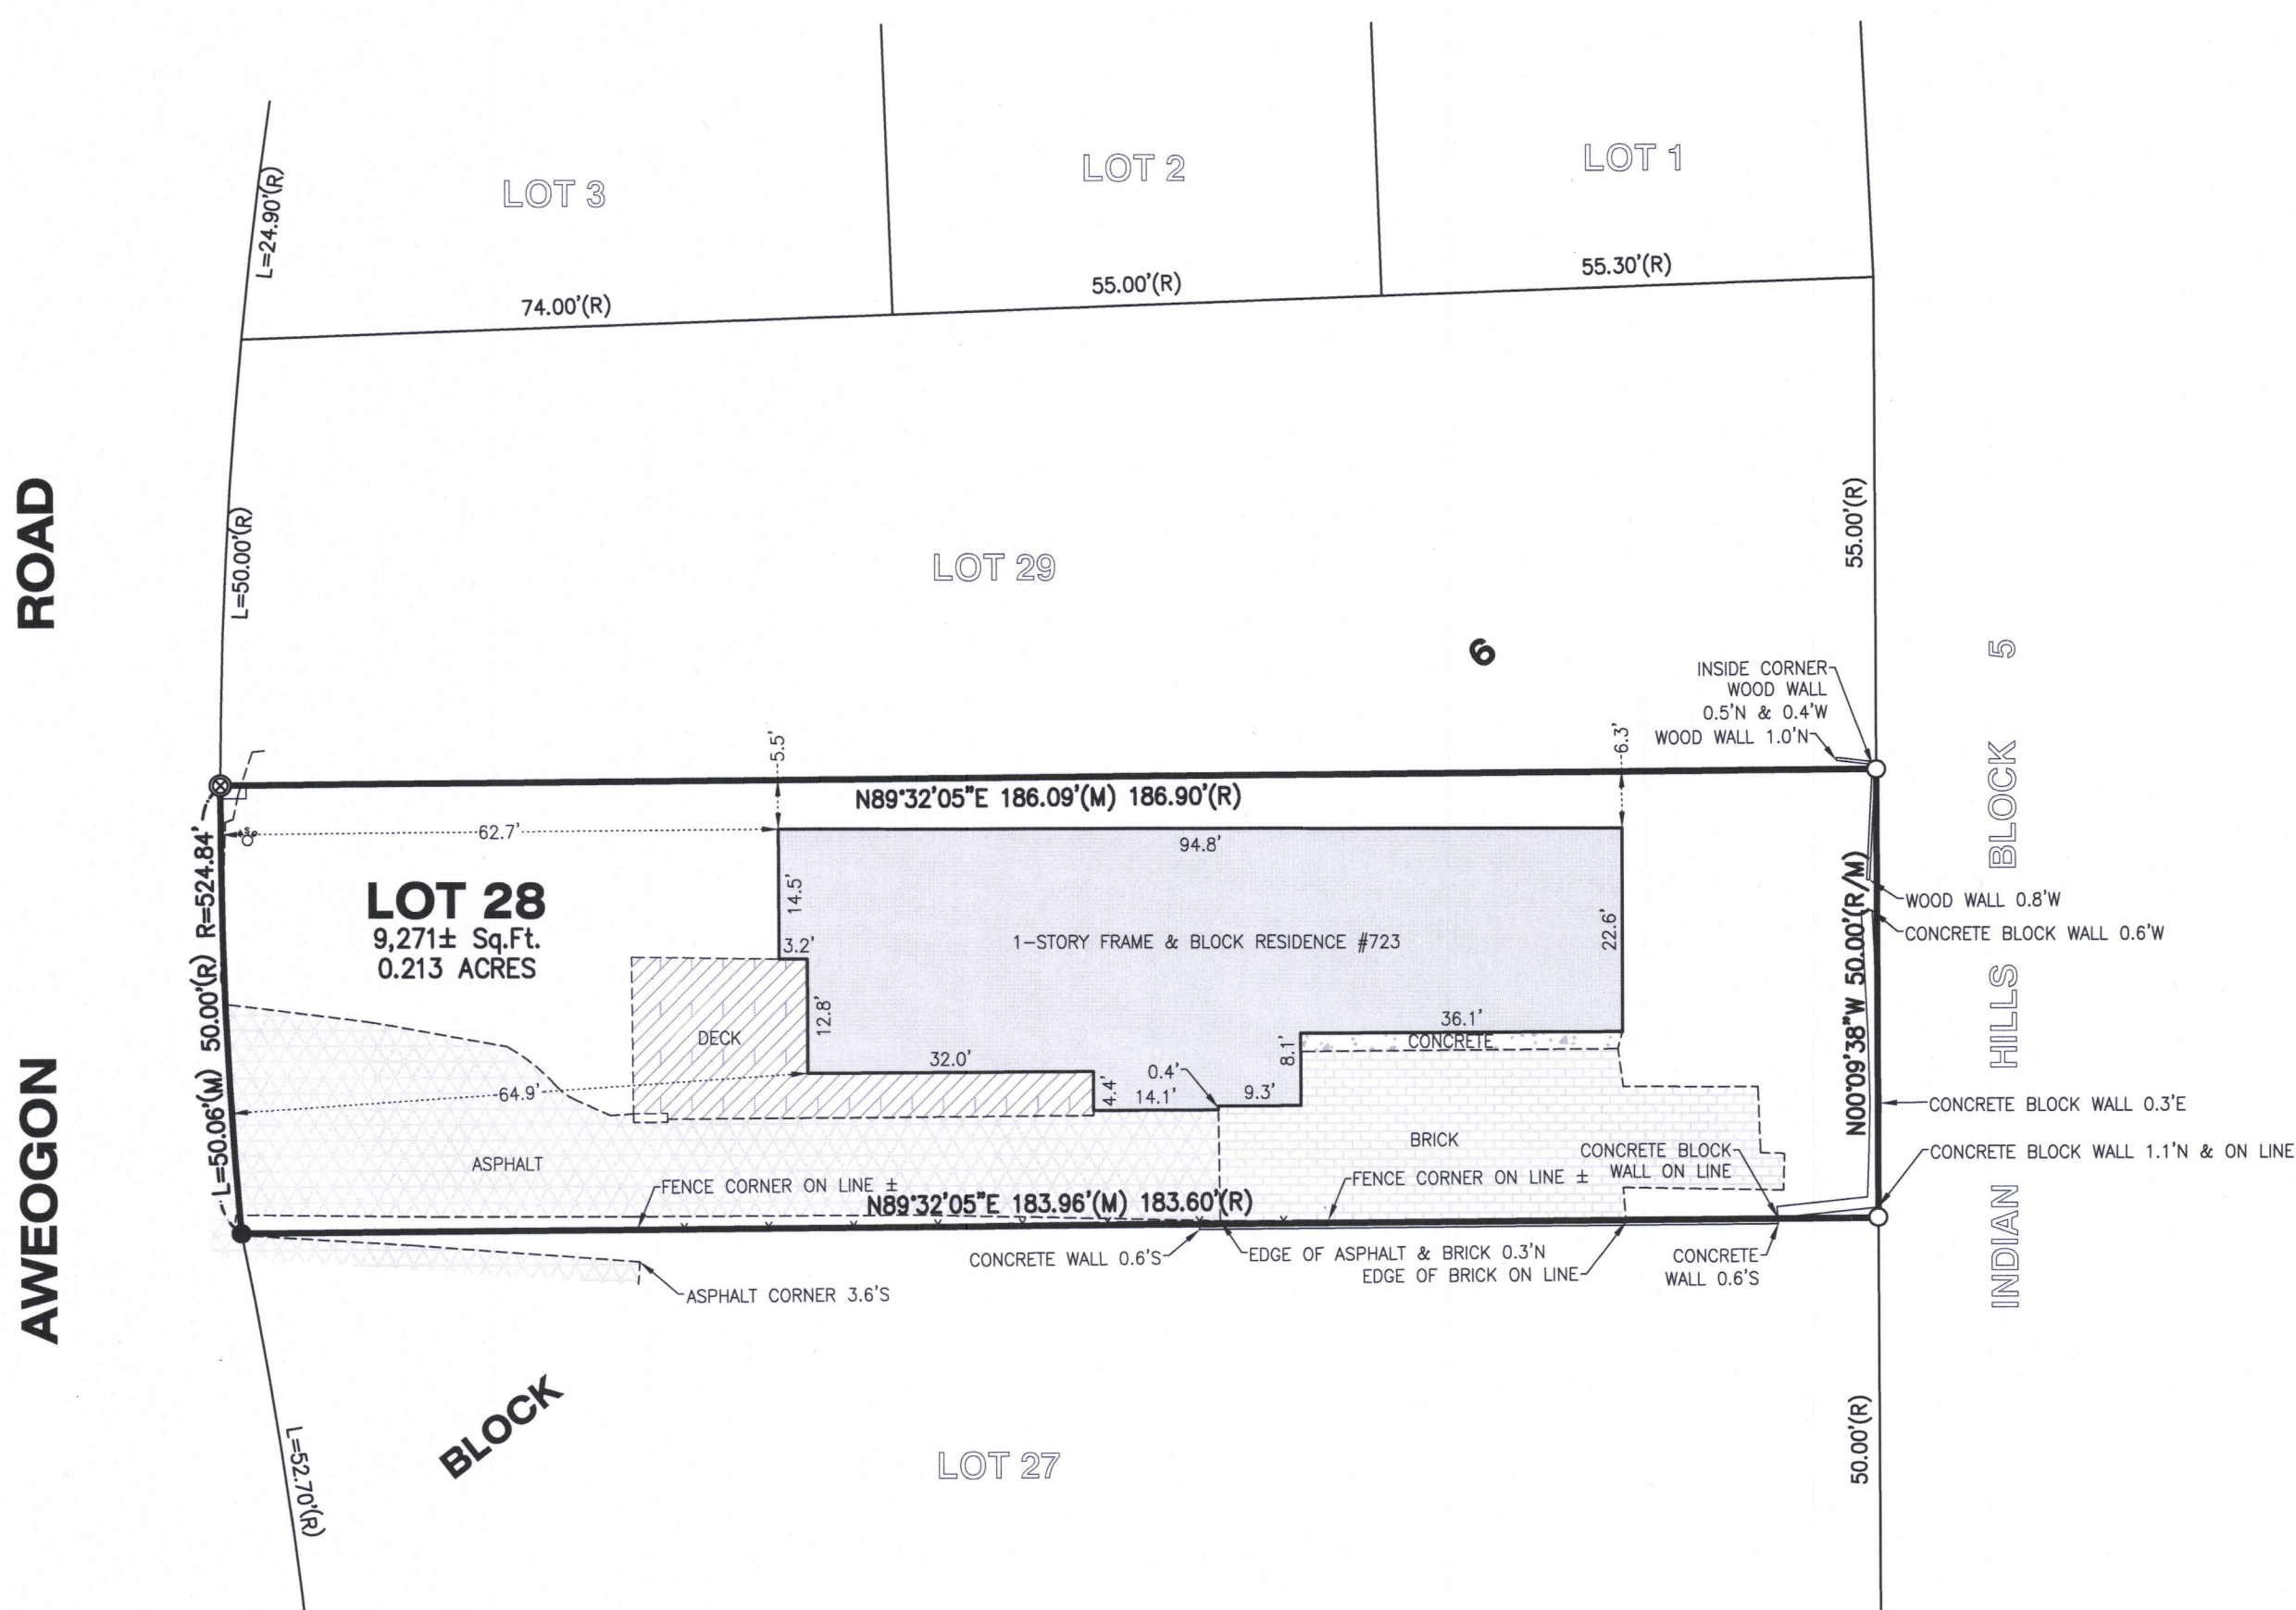 LOT 3
LOT 2
LOT 1
L=24.90'(R)
74.00'(R)
55.00'(R)
55.30'(R)
ROAD
L=50.00'(R)
LOT 29
55.00'(R)
6
INSIDE CORNER
WOOD WALL
0.5'N & 0.4'W
WOOD WALL 1.0'N
5.5'
6.3'
N89°32'05"E 186.09'(M) 186.90'(R)
62.7'
94.8'
L=50.06'(M) 50.00'(R) R=524.84'
LOT 28
9,271± Sq.Ft.
0.213 ACRES
14.5'
3.2'
12.8'
1-STORY FRAME & BLOCK RESIDENCE #723
22.6'
WOOD WALL 0.8'W
CONCRETE BLOCK WALL 0.6'W
N00°09'38"W 50.00'(R/M)
INDIAN HILLS BLOCK 5
DECK
36.1'
CONCRETE
8.1'
32.0'
0.4'
4.4'
14.1'
9.3'
64.9'
CONCRETE BLOCK WALL 0.3'E
AWEOGON
BRICK
CONCRETE BLOCK
WALL ON LINE
CONCRETE BLOCK WALL 1.1'N & ON LINE
ASPHALT
FENCE CORNER ON LINE ±
FENCE CORNER ON LINE ±
N89°32'05"E 183.96'(M) 183.60'(R)
CONCRETE WALL 0.6'S
EDGE OF ASPHALT & BRICK 0.3'N
EDGE OF BRICK ON LINE
CONCRETE
WALL 0.6'S
ASPHALT CORNER 3.6'S
BLOCK
LOT 27
L=52.70'(R)
50.00'(R)